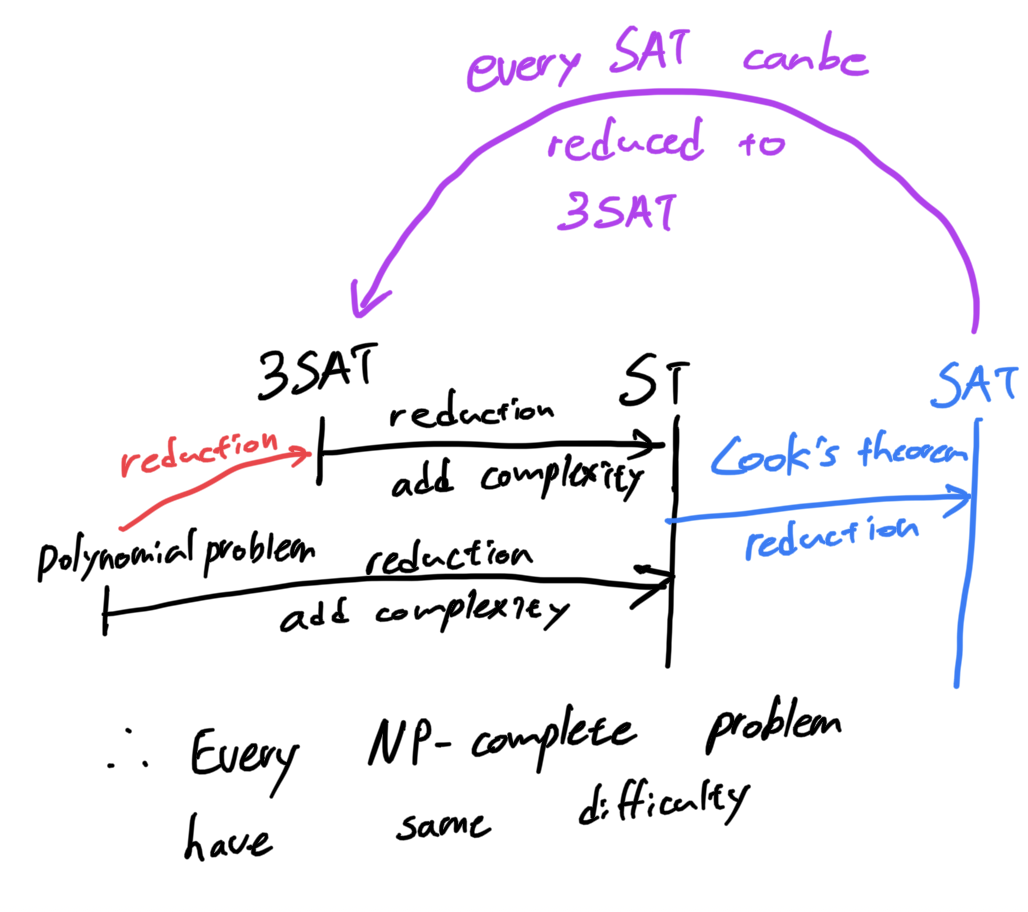 every SAT canbe
reduced to
3SAT
3SAT
ST
SAT
reduction
reduction
add complexity
Cook's theorem
reduction
Polynomial problem
reduction
add complexity
∴ Every NP-complete problem
have same difficulty